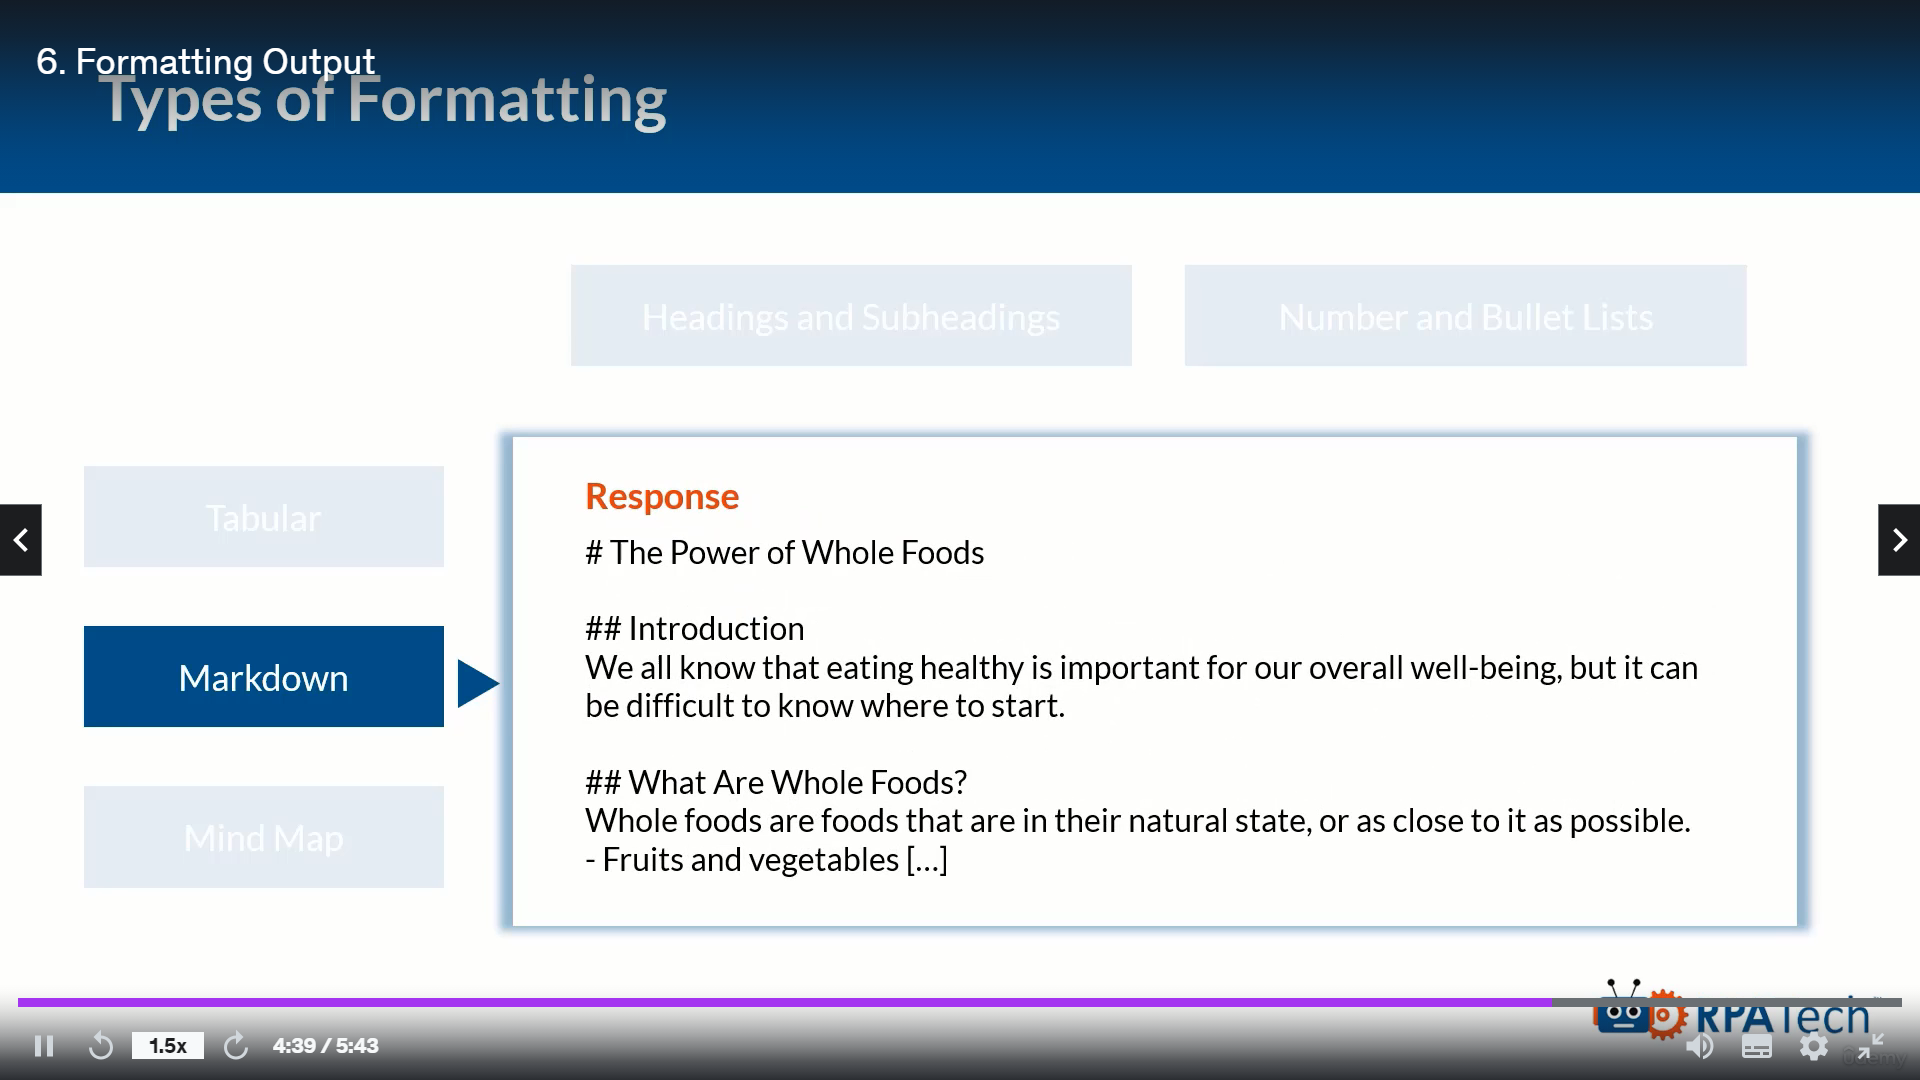 6. Formatting Output
Types of Formatting
Headings and Subheadings
Number and Bullet Lists
Tabular
Markdown
Mind Map
Response
# The Power of Whole Foods
## Introduction
We all know that eating healthy is important for our overall well-being, but it can
be difficult to know where to start.
## What Are Whole Foods?
Whole foods are foods that are in their natural state, or as close to it as possible.
- Fruits and vegetables [...]
RPATech
1.5x
4:39 / 5:43
udemy